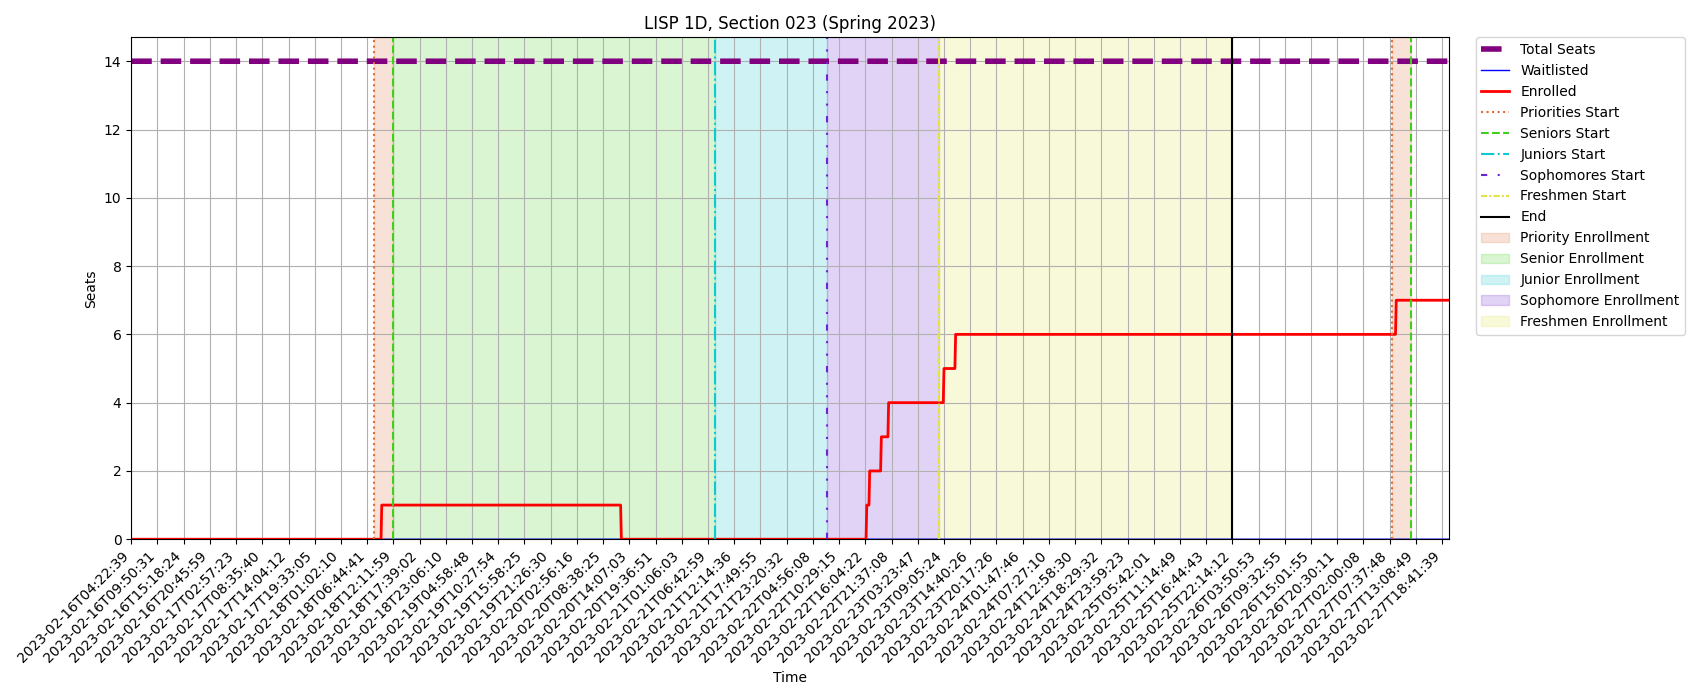 LISP 1D, Section 023 (Spring 2023)
14
12
10
8
6
4
2
0
Seats
2023-02-16T04:22:39
2023-02-16T09:50:31
2023-02-16T15:18:24
2023-02-16T20:45:59
2023-02-17T02:57:23
2023-02-17T08:35:40
2023-02-17T14:04:12
2023-02-17T19:33:05
2023-02-18T01:02:10
2023-02-18T06:44:41
2023-02-18T12:11:59
2023-02-18T17:39:02
2023-02-18T23:06:10
2023-02-19T04:58:48
2023-02-19T10:27:54
2023-02-19T15:58:25
2023-02-19T21:26:30
2023-02-20T02:56:16
2023-02-20T08:38:25
2023-02-20T14:07:03
2023-02-20T19:36:51
2023-02-21T01:06:03
2023-02-21T06:42:59
2023-02-21T12:14:36
2023-02-21T17:49:55
2023-02-21T23:20:32
2023-02-22T04:56:08
2023-02-22T10:29:15
2023-02-22T16:04:22
2023-02-22T21:37:08
2023-02-23T03:23:47
2023-02-23T09:05:24
2023-02-23T14:40:26
2023-02-23T20:17:26
2023-02-24T01:47:46
2023-02-24T07:27:10
2023-02-24T12:58:30
2023-02-24T18:29:32
2023-02-24T23:59:23
2023-02-25T05:42:01
2023-02-25T11:14:49
2023-02-25T16:44:43
2023-02-25T22:14:12
2023-02-26T03:50:53
2023-02-26T09:32:55
2023-02-26T15:01:55
2023-02-26T20:30:11
2023-02-27T02:00:08
2023-02-27T07:37:48
2023-02-27T13:08:49
2023-02-27T18:41:39
Time
Total Seats
Waitlisted
Enrolled
Priorities Start
Seniors Start
Juniors Start
Sophomores Start
Freshmen Start
End
Priority Enrollment
Senior Enrollment
Junior Enrollment
Sophomore Enrollment
Freshmen Enrollment